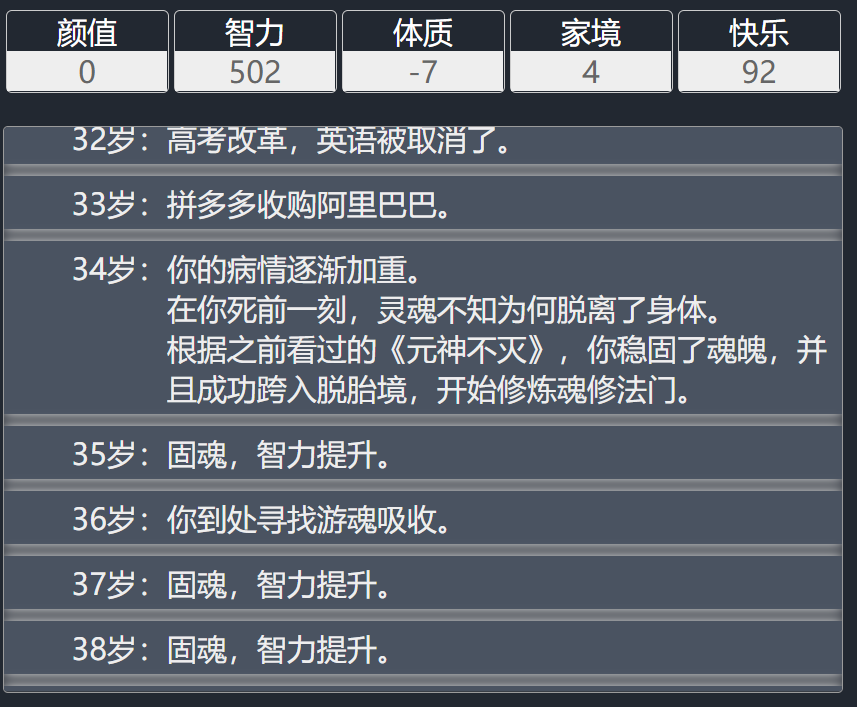 颜值 智力 体质 家境 快乐
0 502 -7 4 92
32岁：高考改革，英语被取消了。
33岁：拼多多收购阿里巴巴。
34岁：你的病情逐渐加重。
在你死前一刻，灵魂不知为何脱离了身体。
根据之前看过的《元神不灭》，你稳固了魂魄，并
且成功跨入脱胎境，开始修炼魂修法门。
35岁：固魂，智力提升。
36岁：你到处寻找游魂吸收。
37岁：固魂，智力提升。
38岁：固魂，智力提升。